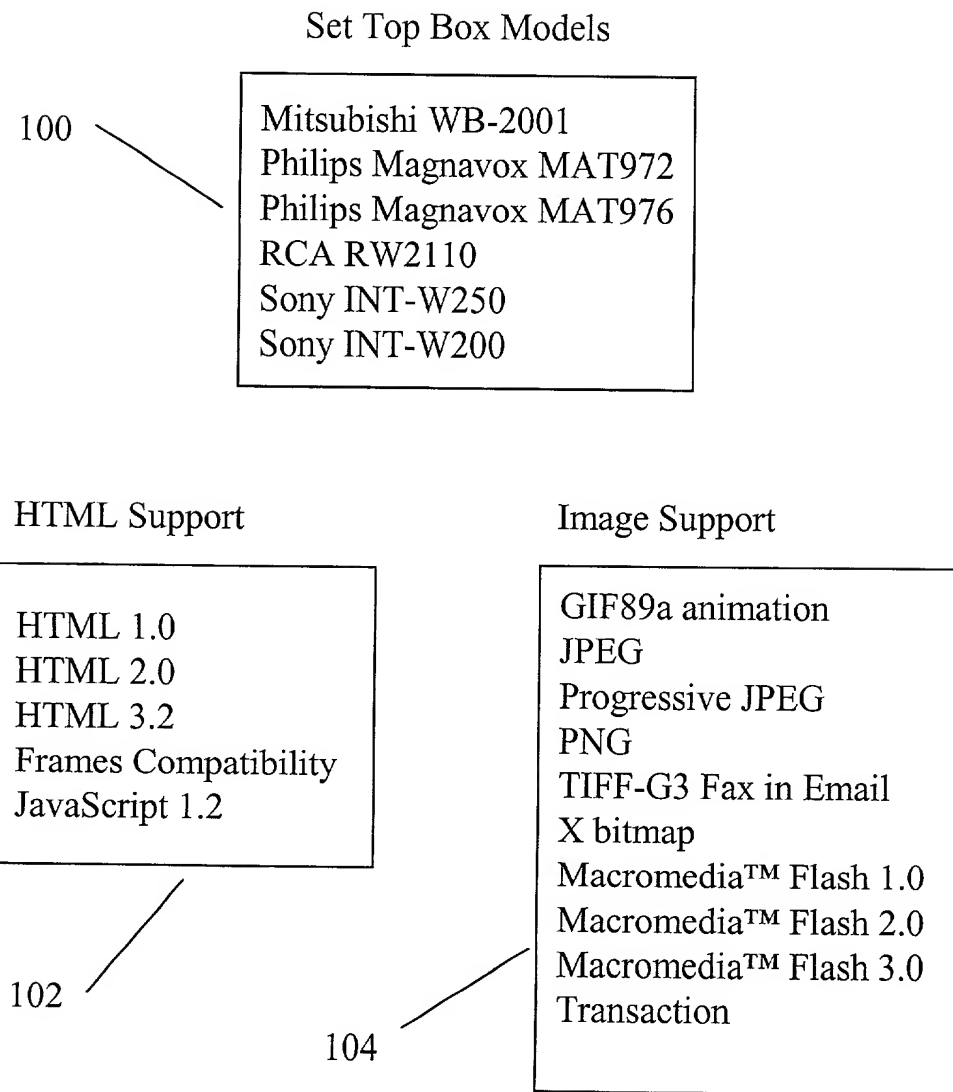 Set Top Box Models
100
Mitsubishi WB-2001
Philips Magnavox MAT972
Philips Magnavox MAT976
RCA RW2110
Sony INT-W250
Sony INT-W200
HTML Support
HTML 1.0
HTML 2.0
HTML 3.2
Frames Compatibility
JavaScript 1.2
102
Image Support
GIF89a animation
JPEG
Progressive JPEG
PNG
TIFF-G3 Fax in Email
X bitmap
Macromedia™ Flash 1.0
Macromedia™ Flash 2.0
Macromedia™ Flash 3.0
Transaction
104